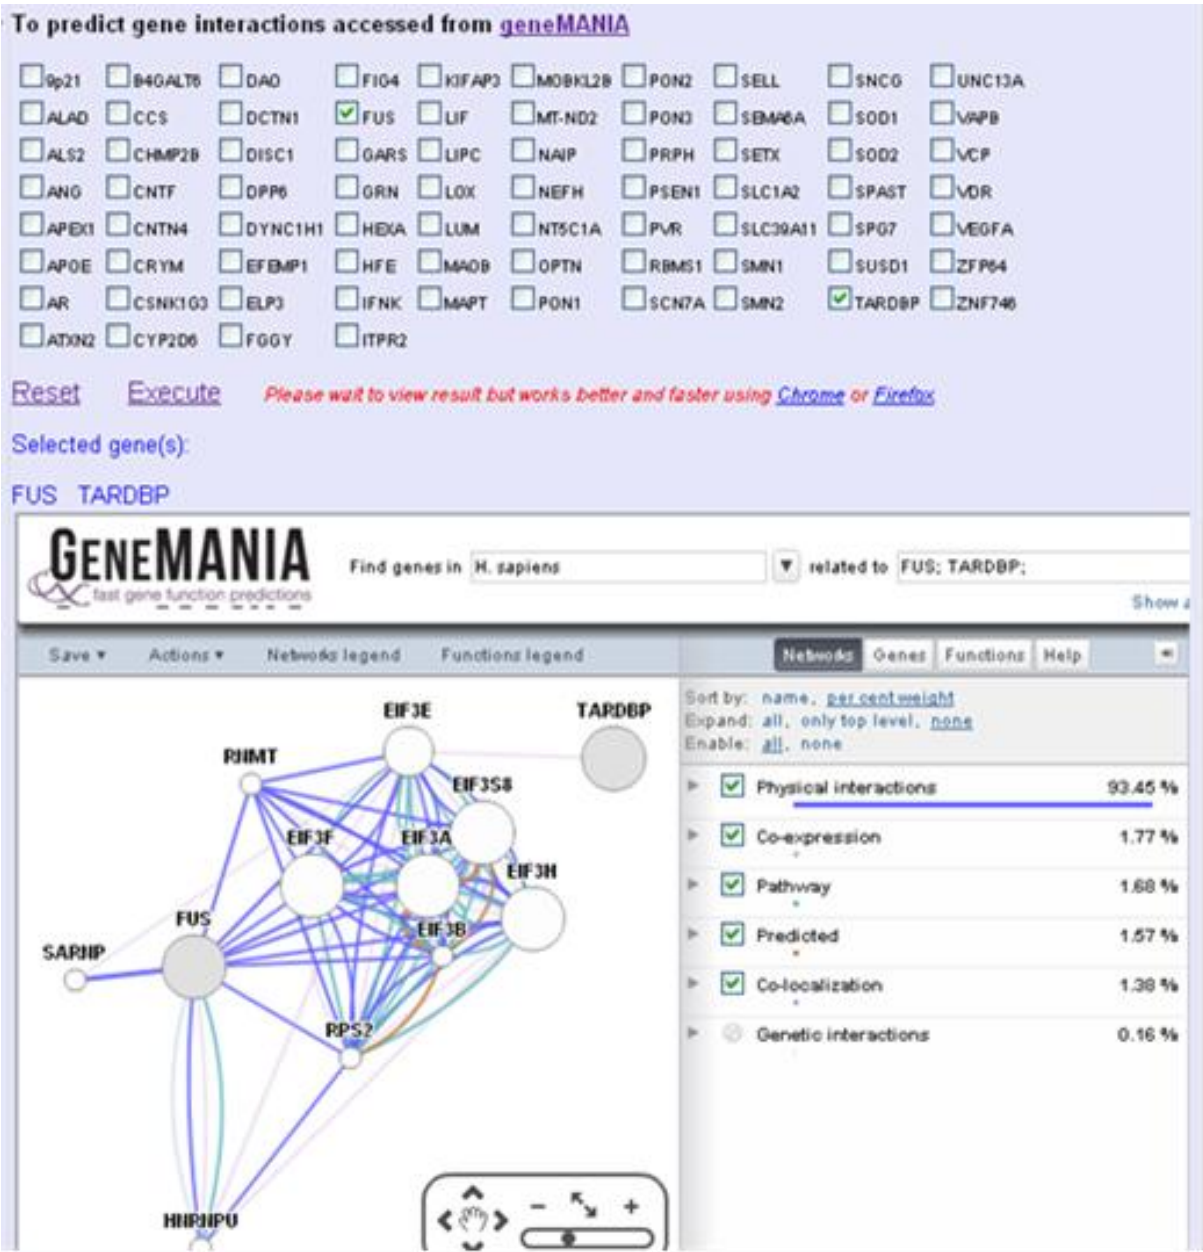 To predict gene interactions accessed from geneMANIA
9p21 B4GALT6 DAO FIG4 KIFAP3 MOBKL2B PON2 SELL SNCG UNC13A
ALAD CCS DCTN1 FUS LIF MT-ND2 PON3 SEMA6A SOD1 VAPB
ALS2 CHMP2B DISC1 GARS LIPC NAIP PRPH SETX SOD2 VCP
ANG CNTF DPP6 GRN LOX NEFH PSEN1 SLC1A2 SPAST VDR
APEX1 CNTN4 DYNC1H1 HEXA LUM NT5C1A PVR SLC39A11 SPG7 VEGFA
APOE CRYM EFEMP1 HFE MAOB OPTN RBMS1 SMN1 SUSD1 ZFP64
AR CSNK1G3 ELP3 IFNK MAPT PON1 SCN7A SMN2 TARDBP ZNF746
ATXN2 CYP2D6 FGGY ITPR2
Reset Execute Please wait to view result but works better and faster using Chrome or Firefox
Selected gene(s):
FUS TARDBP
GENEMANIA
fast gene function predictions
Find genes in H. sapiens related to FUS; TARDBP;
Show a
Save Actions Networks legend Functions legend
Networks Genes Functions Help
Sort by: name, per cent weight
Expand: all, only top level, none
Enable: all, none
Physical interactions 93.45 %
Co-expression 1.77 %
Pathway 1.68 %
Predicted 1.57 %
Co-localization 1.38 %
Genetic interactions 0.16 %
EIF3E
TARDBP
RNMT
EIF3S8
EIF3F
EIF3A
EIF3H
FUS
EIF3B
SARNP
RPS2
HNRNPU